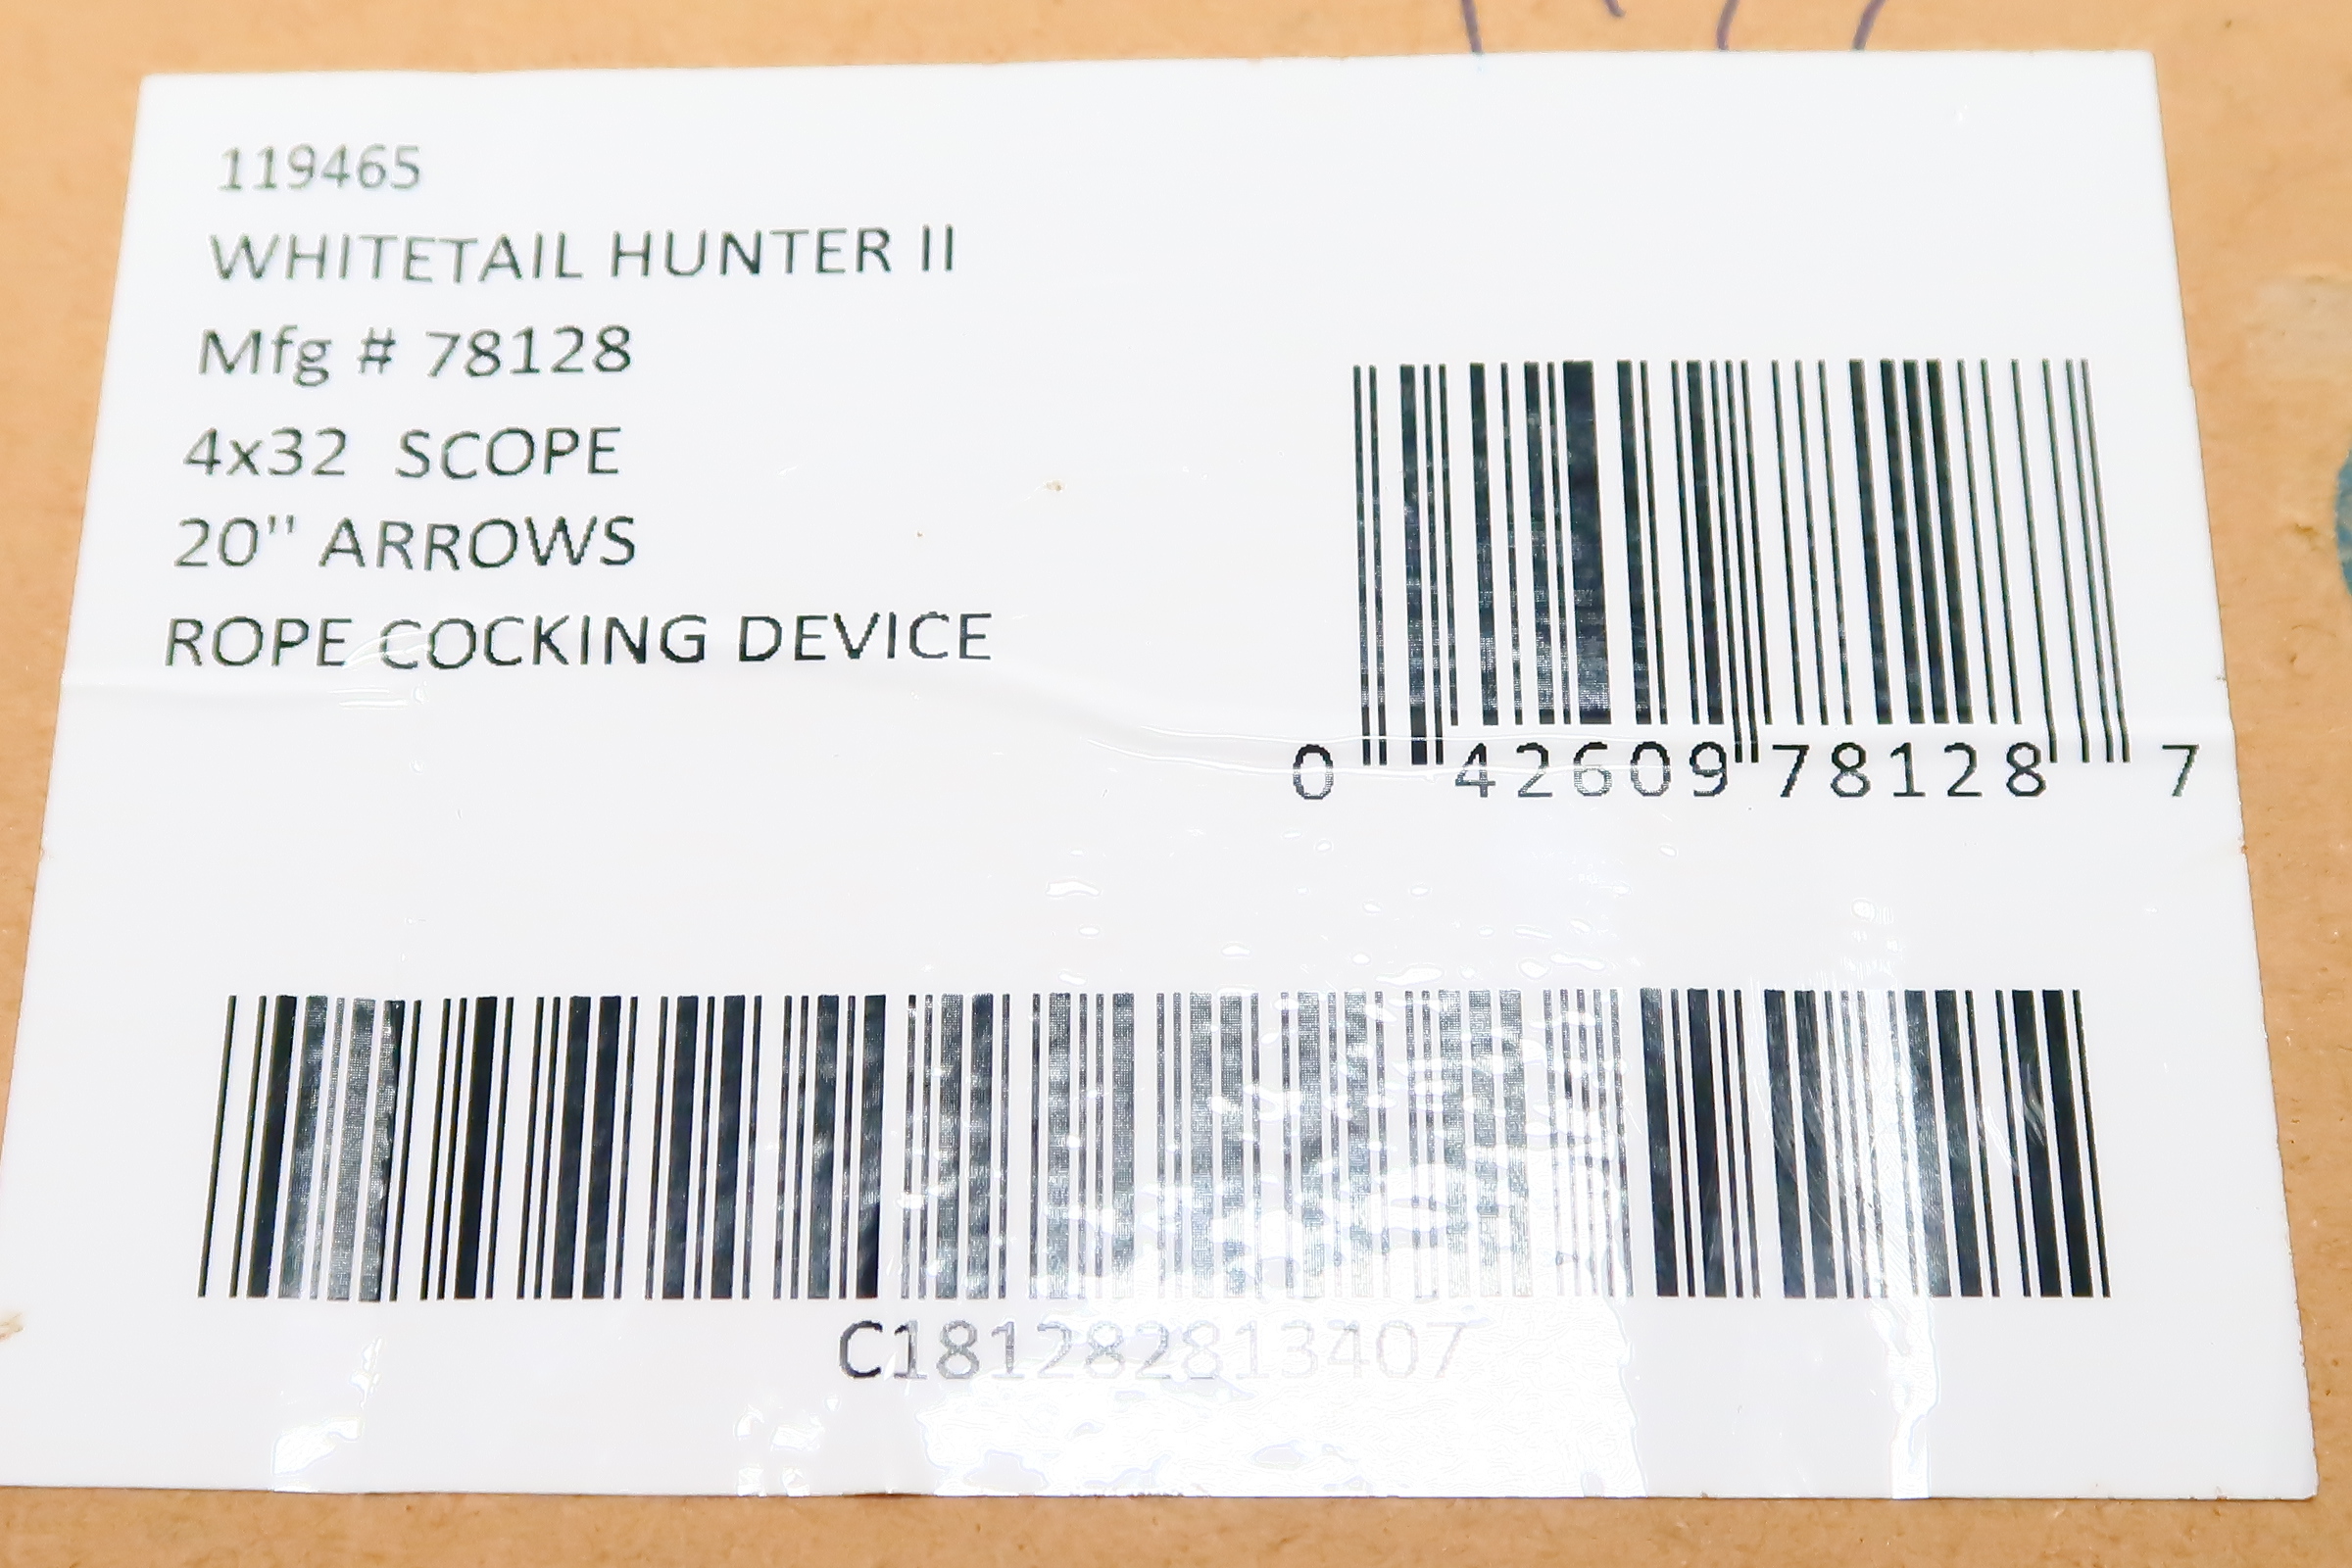 119465
WHITETAIL HUNTER II
Mfg # 78128
4x32 SCOPE
20" ARROWS
ROPE COCKING DEVICE
0 42609 78128 7
C181282813407